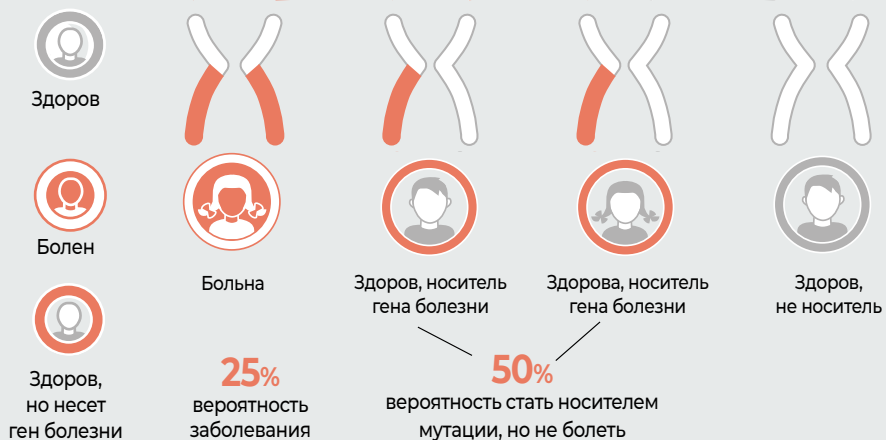 Здоров
Болен
Здоров,
но несет
ген болезни
Больна
Здоров, носитель
гена болезни
Здорова, носитель
гена болезни
Здоров,
не носитель
25%
вероятность
заболевания
50%
вероятность стать носителем
мутации, но не болеть